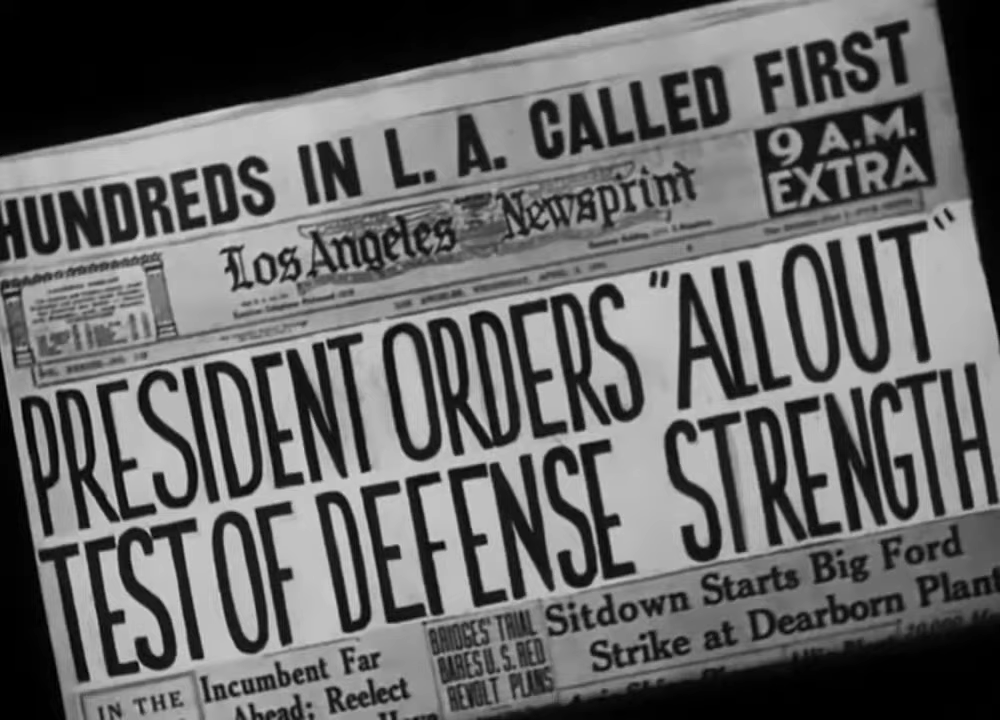 HUNDREDS IN L. A. CALLED FIRST
9 A.M.
EXTRA
Los Angeles Newsprint
PRESIDENT ORDERS "ALL OUT"
TEST OF DEFENSE STRENGTH
IN THE
Incumbent Far
Ahead; Reelect
BRIDGES' TRIAL
BARES U. S. RED
REVOLT PLANS
Sitdown Starts Big Ford
Strike at Dearborn Plant